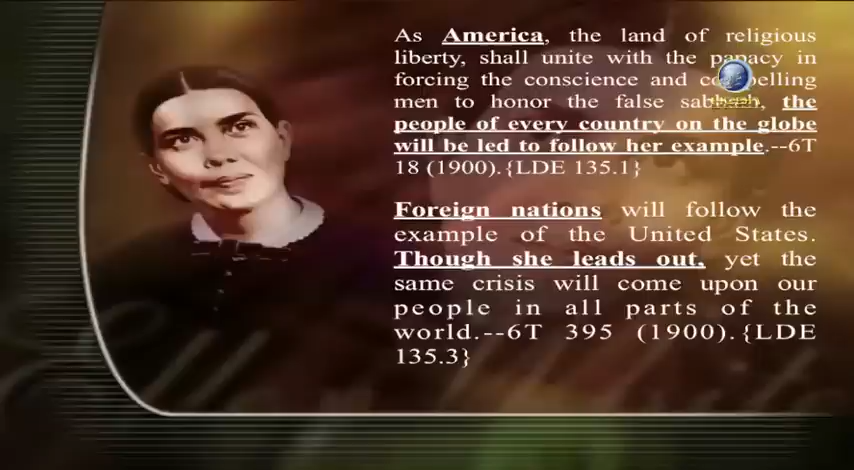 As America, the land of religious
liberty, shall unite with the papacy in
forcing the conscience and compelling
men to honor the false sabbath, the
people of every country on the globe
will be led to follow her example.--6T
18 (1900).{LDE 135.1}
Foreign nations will follow the
example of the United States.
Though she leads out, yet the
same crisis will come upon our
people in all parts of the
world.--6T 395 (1900).{LDE
135.3}